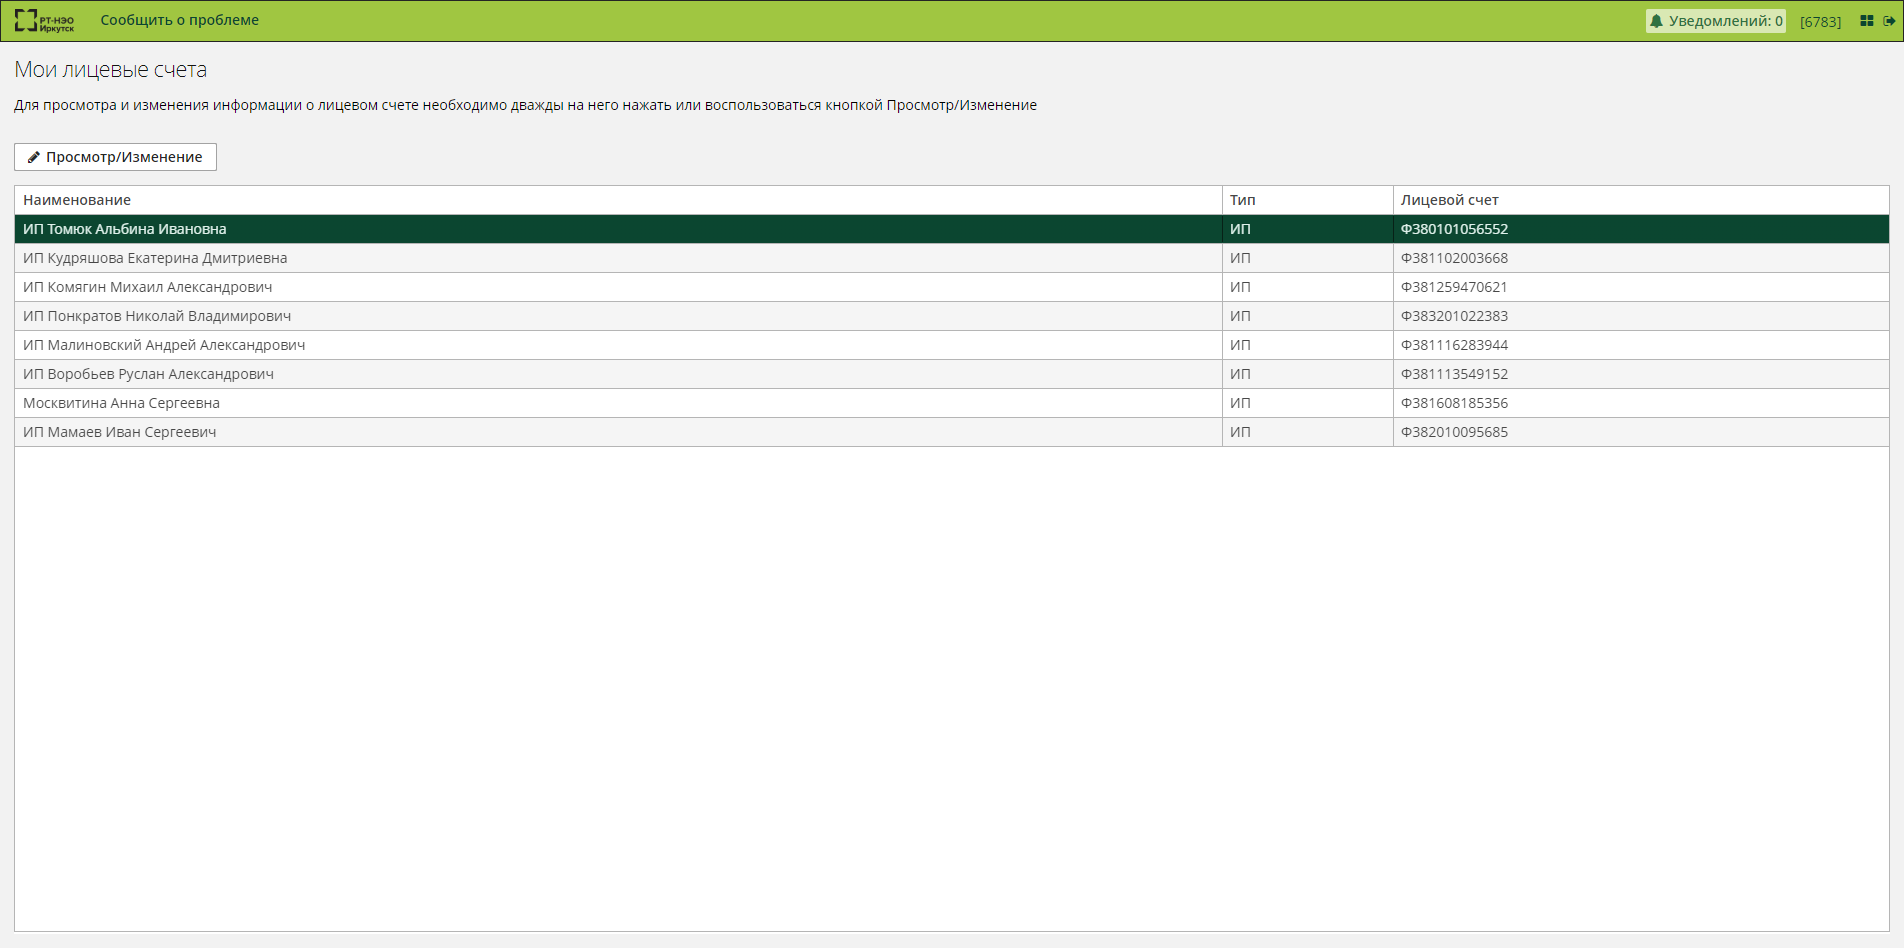 РТ-НЭО
Иркутск
Сообщить о проблеме
Уведомлений: 0
[6783]
Мои лицевые счета
Для просмотра и изменения информации о лицевом счете необходимо дважды на него нажать или воспользоваться кнопкой Просмотр/Изменение
Просмотр/Изменение
Наименование Тип Лицевой счет
ИП Томюк Альбина Ивановна ИП Ф380101056552
ИП Кудряшова Екатерина Дмитриевна ИП Ф381102003668
ИП Комягин Михаил Александрович ИП Ф381259470621
ИП Понкратов Николай Владимирович ИП Ф383201022383
ИП Малиновский Андрей Александрович ИП Ф381116283944
ИП Воробьев Руслан Александрович ИП Ф381113549152
Москвитина Анна Сергеевна ИП Ф381608185356
ИП Мамаев Иван Сергеевич ИП Ф382010095685